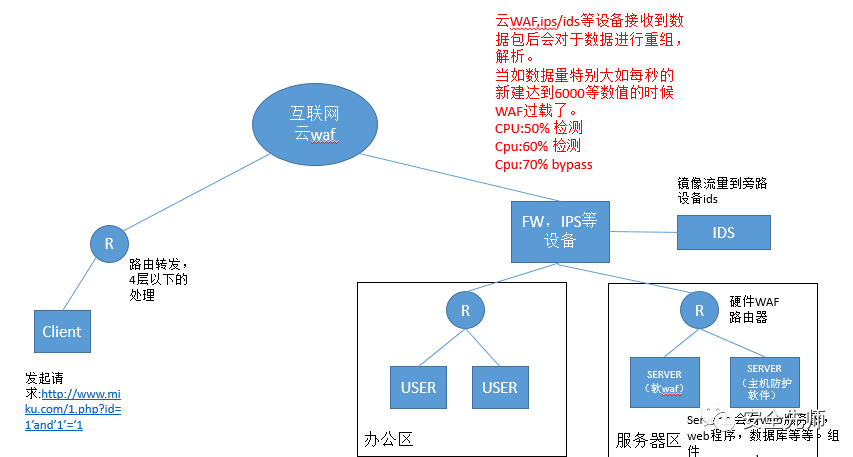 云WAF,ips/ids等设备接收到数
据包后会对于数据进行重组，
解析。
当如数据量特别大如每秒的
新建达到6000等数值的时候
WAF过载了。
CPU:50% 检测
Cpu:60% 检测
Cpu:70% bypass
互联网
云waf
镜像流量到旁路
设备ids
FW，IPS等
设备
IDS
R
路由转发，
4层以下的
处理
Client
发起请
求:http://www.mi
ku.com/1.php?id=
1'and'1'='1
R
USER
USER
办公区
R
硬件WAF
路由器
SERVER
（软waf）
SERVER
（主机防护
软件）
服务器区
web程序，数据库等等。组
件